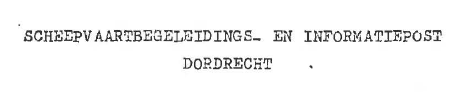 SCHEEPVAARTBEGELEIDINGS- EN INFORMATIEPOST
DORDRECHT .